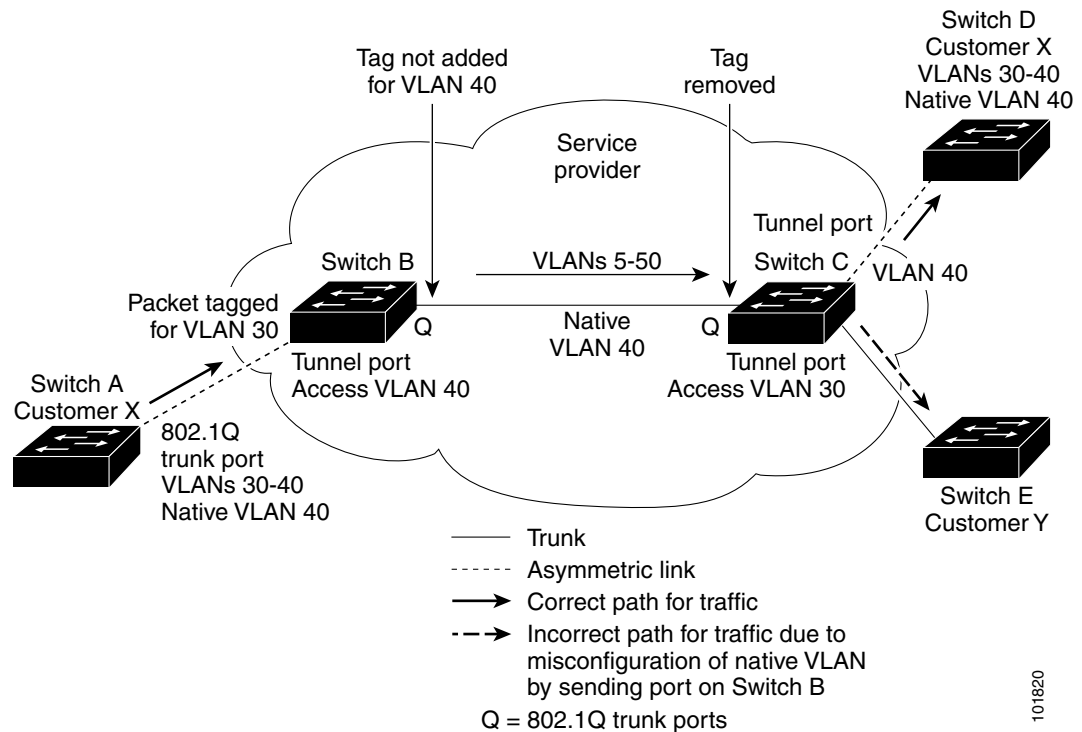 Switch D
Customer X
VLANs 30-40
Native VLAN 40
Tag not added
for VLAN 40
Tag
removed
Service
provider
Tunnel port
Switch B
VLANs 5-50
Switch C
VLAN 40
Packet tagged
for VLAN 30
Q
Native
VLAN 40
Q
Tunnel port
Access VLAN 40
Tunnel port
Access VLAN 30
Switch A
Customer X
802.1Q
trunk port
VLANs 30-40
Native VLAN 40
Switch E
Customer Y
Trunk
Asymmetric link
Correct path for traffic
Incorrect path for traffic due to
misconfiguration of native VLAN
by sending port on Switch B
Q = 802.1Q trunk ports
101820